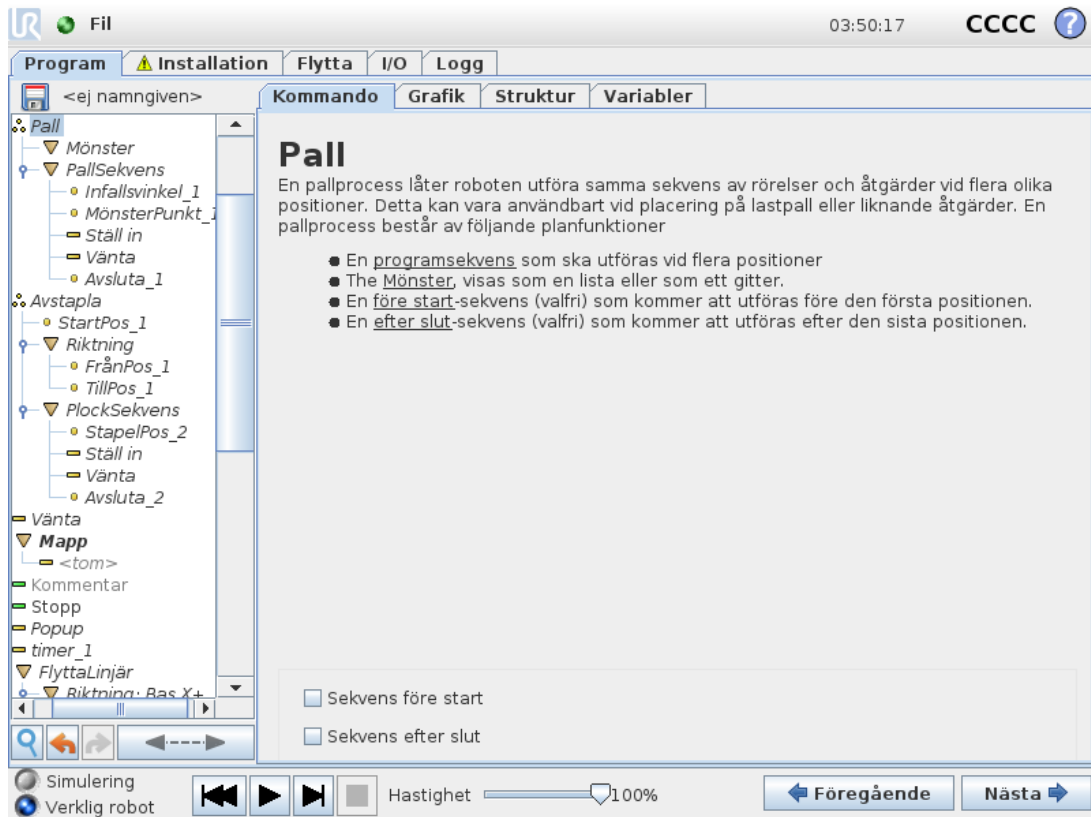 UR Fil 03:50:17 CCCC ?
Program Installation Flytta I/O Logg
<ej namngiven> Kommando Grafik Struktur Variabler
Pall
Mönster
PallSekvens
Infallsvinkel_1
MönsterPunkt_1
Ställ in
Vänta
Avsluta_1
Avstapla
StartPos_1
Riktning
FrånPos_1
TillPos_1
PlockSekvens
StapelPos_2
Ställ in
Vänta
Avsluta_2
Vänta
Mapp
<tom>
Kommentar
Stopp
Popup
timer_1
FlyttaLinjär
Riktning: Bas X+
Pall
En pallprocess låter roboten utföra samma sekvens av rörelser och åtgärder vid flera olika
positioner. Detta kan vara användbart vid placering på lastpall eller liknande åtgärder. En
pallprocess består av följande planfunktioner
En programsekvens som ska utföras vid flera positioner
The Mönster, visas som en lista eller som ett gitter.
En före start-sekvens (valfri) som kommer att utföras före den första positionen.
En efter slut-sekvens (valfri) som kommer att utföras efter den sista positionen.
Sekvens före start
Sekvens efter slut
Simulering
Verklig robot
Hastighet 100%
Föregående Nästa